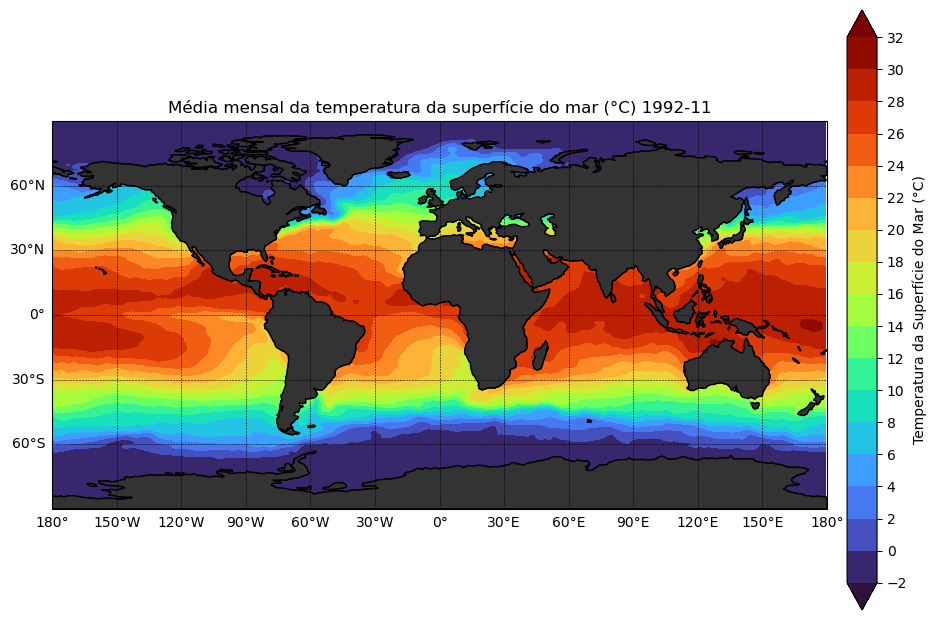 Média mensal da temperatura da superfície do mar (°C) 1992-11
60°N
30°N
0°
30°S
60°S
180° 150°W 120°W 90°W 60°W 30°W 0° 30°E 60°E 90°E 120°E 150°E 180°
32
30
28
26
24
22
20
18
16
14
12
10
8
6
4
2
0
−2
Temperatura da Superfície do Mar (°C)